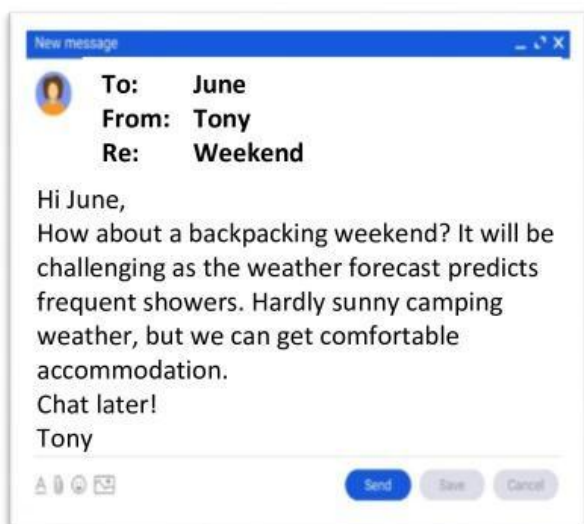 New message
To: June
From: Tony
Re: Weekend
Hi June,
How about a backpacking weekend? It will be
challenging as the weather forecast predicts
frequent showers. Hardly sunny camping
weather, but we can get comfortable
accommodation.
Chat later!
Tony
Send Save Cancel